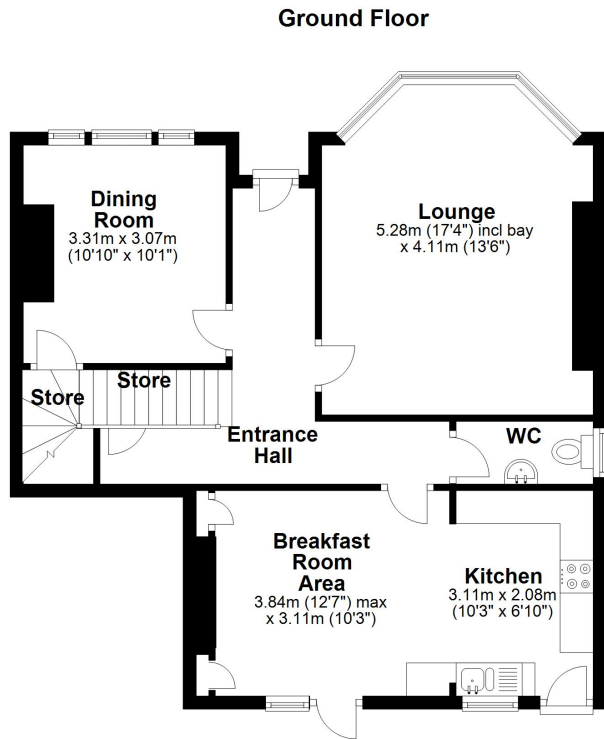 Ground Floor
Dining
Room
3.31m x 3.07m
(10'10" x 10'1")
Lounge
5.28m (17'4") incl bay
x 4.11m (13'6")
Store
Store
Entrance
Hall
WC
Breakfast
Room
Area
3.84m (12'7") max
x 3.11m (10'3")
Kitchen
3.11m x 2.08m
(10'3" x 6'10")